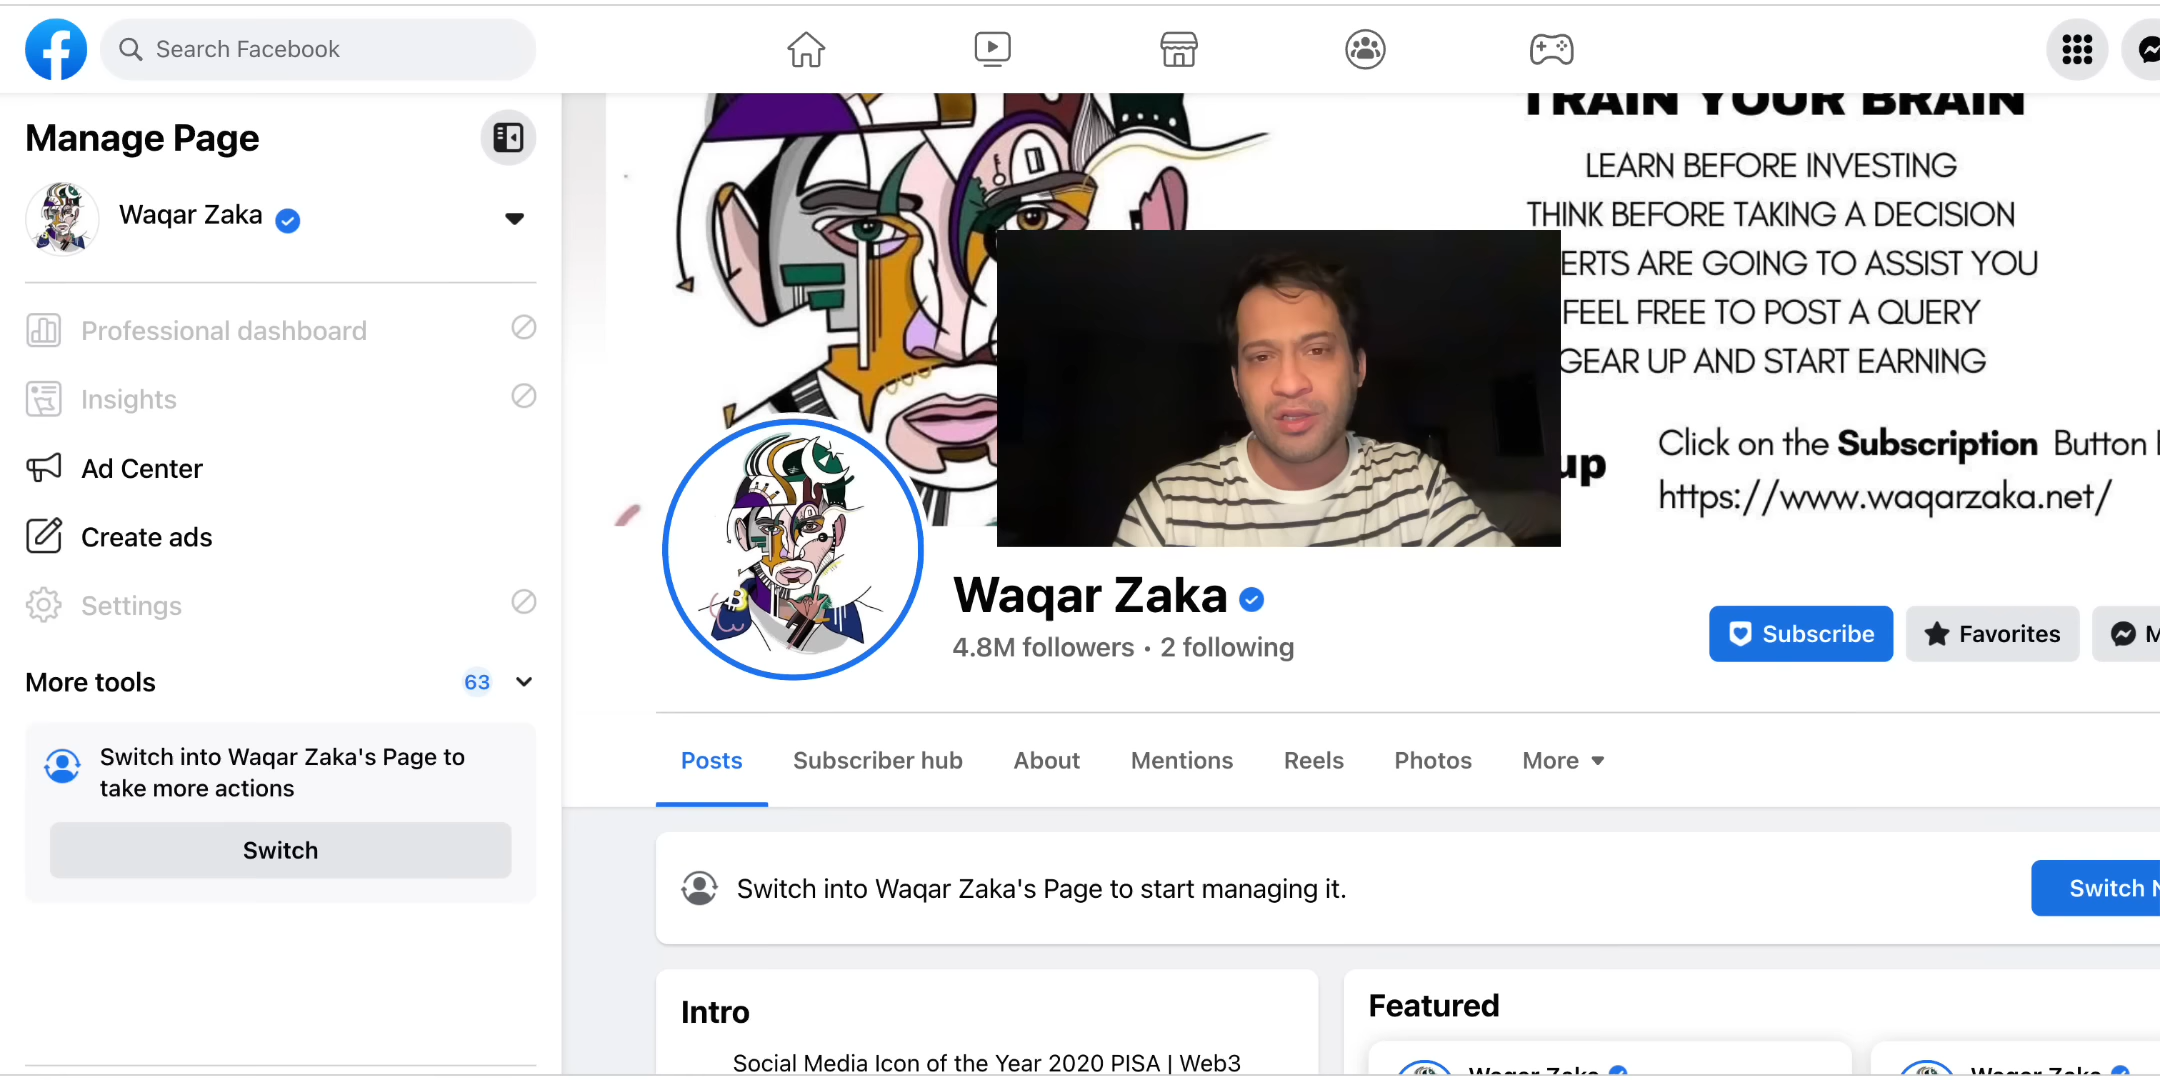 Search Facebook
Manage Page
Waqar Zaka
Professional dashboard
Insights
Ad Center
Create ads
Settings
More tools
63
Switch into Waqar Zaka's Page to
take more actions
Switch
TRAIN YOUR BRAIN
LEARN BEFORE INVESTING
THINK BEFORE TAKING A DECISION
ERTS ARE GOING TO ASSIST YOU
FEEL FREE TO POST A QUERY
GEAR UP AND START EARNING
up
Click on the Subscription Button
https://www.waqarzaka.net/
Waqar Zaka
4.8M followers • 2 following
Subscribe
Favorites
Posts
Subscriber hub
About
Mentions
Reels
Photos
More
Switch into Waqar Zaka's Page to start managing it.
Switch
Intro
Social Media Icon of the Year 2020 PISA | Web3
Featured
Waqar Zaka
Waqar Zaka